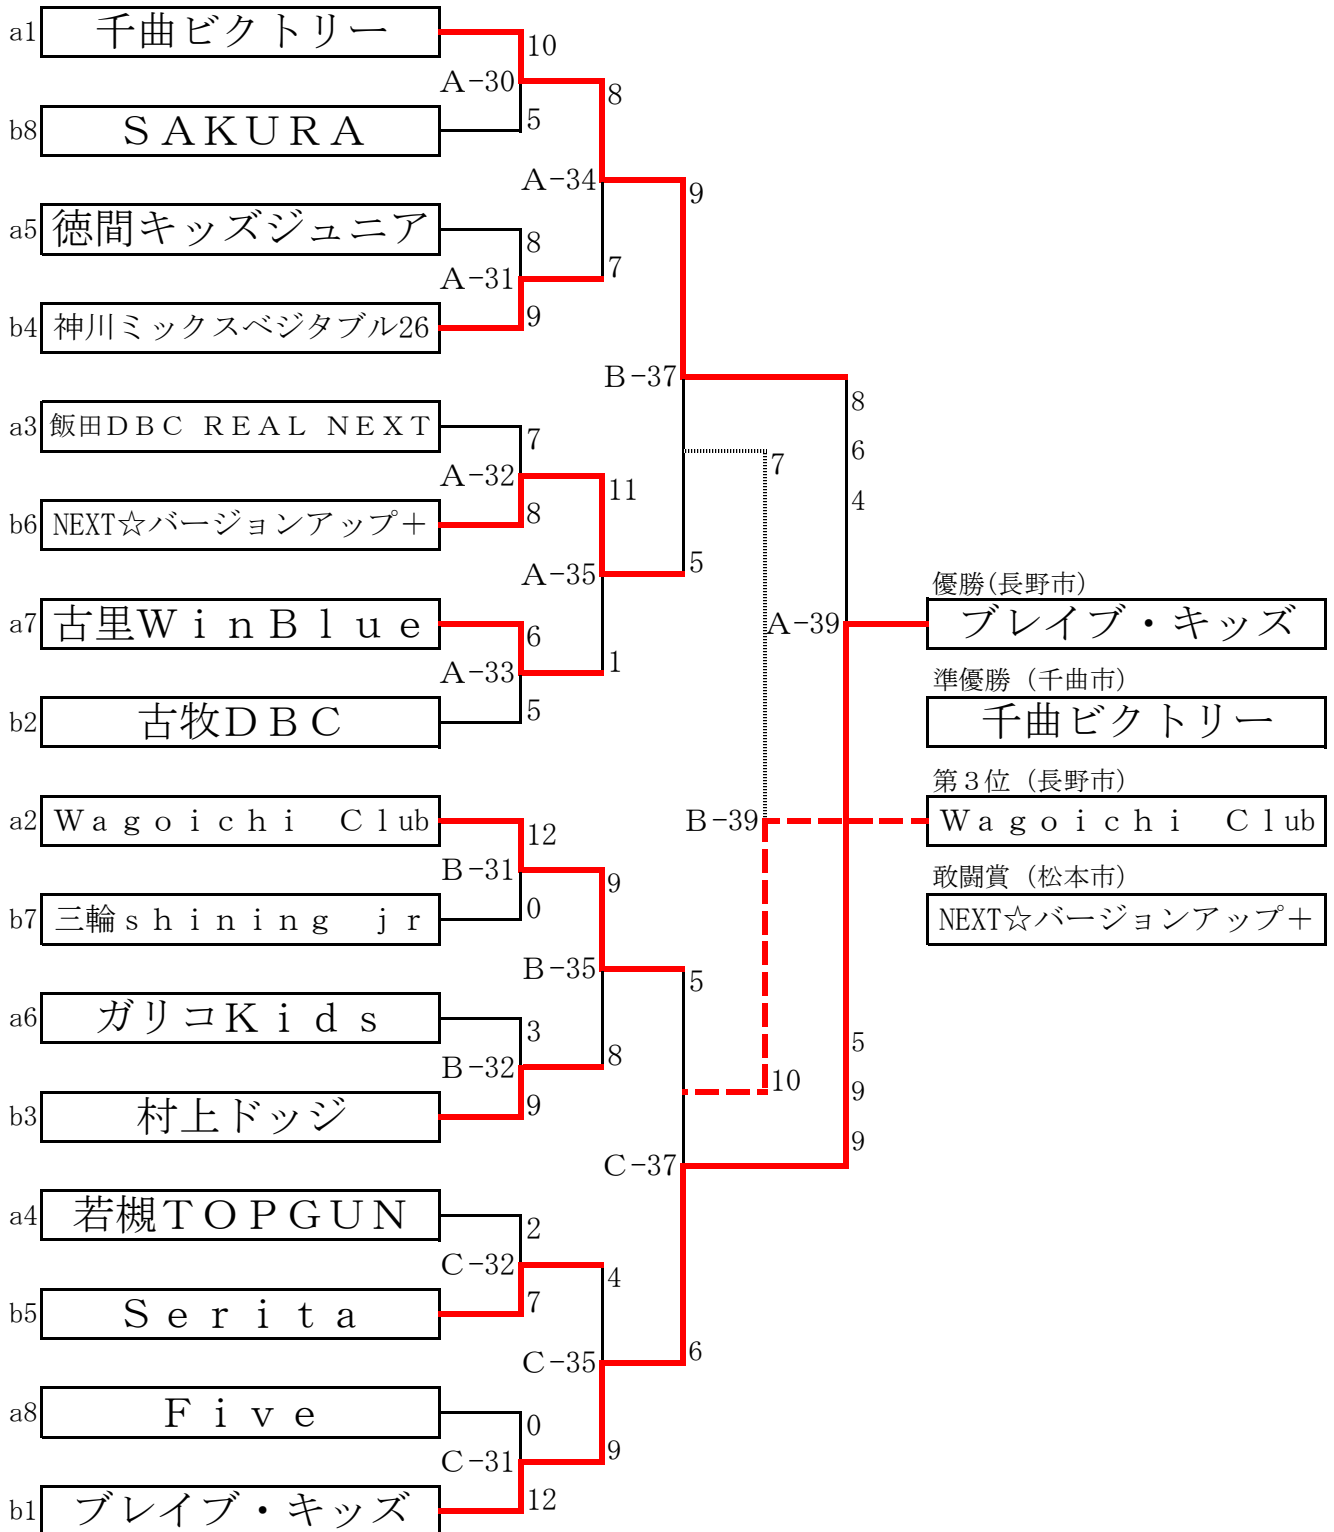 a1 千曲ビクトリー
10
A-30
8
5
b8 ＳＡＫＵＲＡ
A-34
9
a5 徳間キッズジュニア
8
A-31
7
9
b4 神川ミックスベジタブル26
B-37
8
6
4
a3 飯田ＤＢＣ ＲＥＡＬ ＮＥＸＴ
7
7
A-32
11
8
b6 NEXT☆バージョンアップ＋
A-35
5
優勝(長野市)
a7 古里ＷｉｎＢｌｕｅ
6
A-39
ブレイブ・キッズ
A-33
1
5
b2 古牧ＤＢＣ
準優勝（千曲市）
千曲ビクトリー
第３位（長野市）
a2 Ｗａｇｏｉｃｈｉ Ｃｌub
12
B-39
Ｗａｇｏｉｃｈｉ Ｃｌub
B-31
9
0
b7 三輪ｓｈｉｎｉｎｇ ｊｒ
敢闘賞（松本市）
NEXT☆バージョンアップ＋
B-35
5
a6 ガリコＫｉｄｓ
3
B-32
8
9
b3 村上ドッジ
10
5
9
9
C-37
a4 若槻ＴＯＰＧＵＮ
2
C-32
4
7
b5 Ｓｅｒｉｔａ
C-35
6
a8 Ｆｉｖｅ
0
C-31
9
12
b1 ブレイブ・キッズ